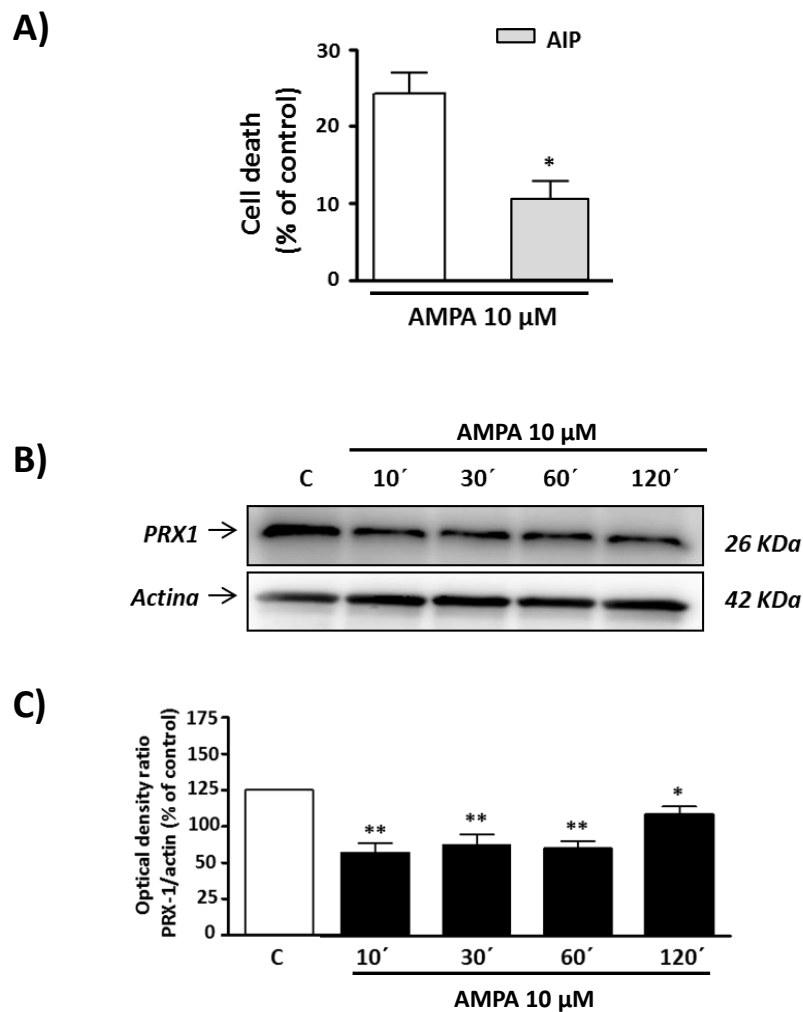 A)
AIP
Cell death
(% of control)
30
20
10
0
*
AMPA 10 µM
B)
AMPA 10 µM
C 10´ 30´ 60´ 120´
PRX1 → 26 KDa
Actina → 42 KDa
C)
Optical density ratio
PRX-1/actin (% of control)
175
150
125
100
75
50
25
0
** ** ** *
C 10´ 30´ 60´ 120´
AMPA 10 µM